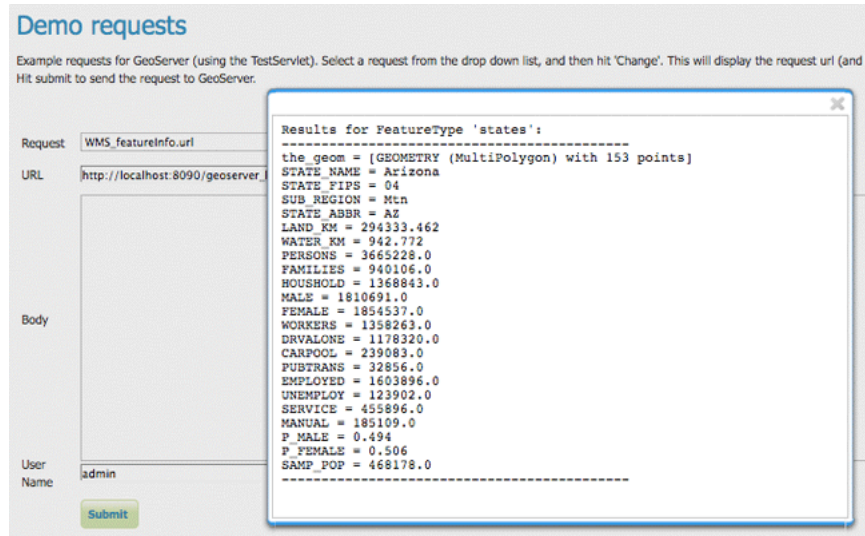 Demo requests
Example requests for GeoServer (using the TestServlet). Select a request from the drop down list, and then hit 'Change'. This will display the request url (and
Hit submit to send the request to GeoServer.
Request WMS_featureInfo.url
URL http://localhost:8090/geoserver_
Body
User Name admin
Submit
Results for FeatureType 'states':
--------------------------------------------
the_geom = [GEOMETRY (MultiPolygon) with 153 points]
STATE_NAME = Arizona
STATE_FIPS = 04
SUB_REGION = Mtn
STATE_ABBR = AZ
LAND_KM = 294333.462
WATER_KM = 942.772
PERSONS = 3665228.0
FAMILIES = 940106.0
HOUSHOLD = 1368843.0
MALE = 1810691.0
FEMALE = 1854537.0
WORKERS = 1358263.0
DRVALONE = 1178320.0
CARPOOL = 239083.0
PUBTRANS = 32856.0
EMPLOYED = 1603896.0
UNEMPLOY = 123902.0
SERVICE = 455896.0
MANUAL = 185109.0
P_MALE = 0.494
P_FEMALE = 0.506
SAMP_POP = 468178.0
--------------------------------------------